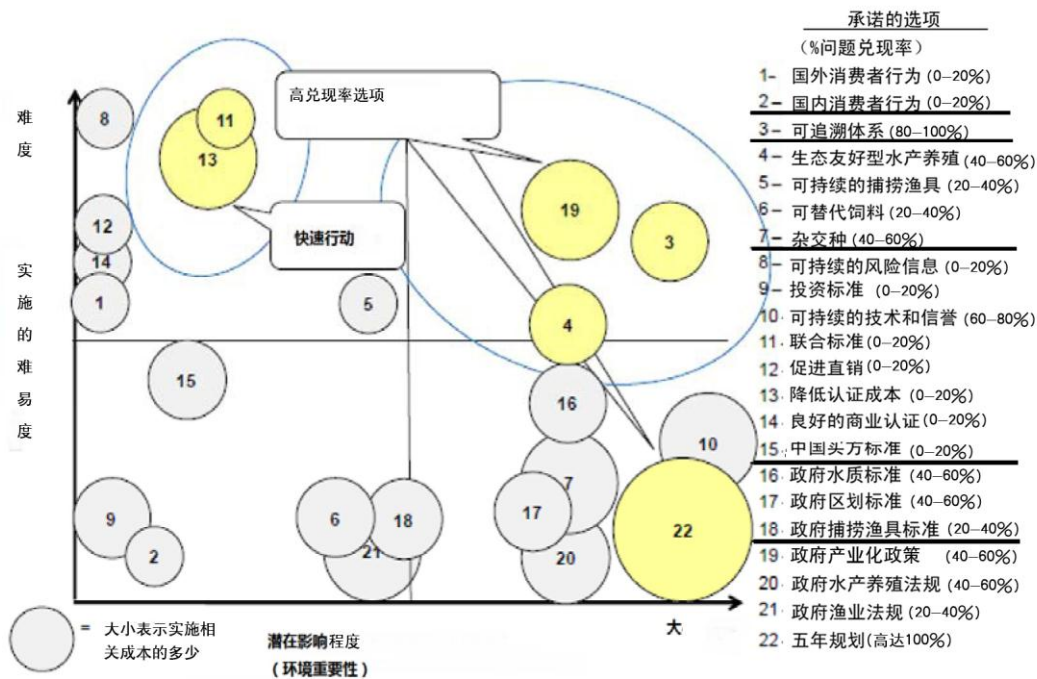 承诺的选项
(%问题兑现率)
1- 国外消费者行为 (0-20%)
2- 国内消费者行为 (0-20%)
3- 可追溯体系 (80-100%)
4- 生态友好型水产养殖 (40-60%)
5- 可持续的捕捞渔具 (20-40%)
6- 可替代饲料 (20-40%)
7- 杂交种 (40-60%)
8- 可持续的风险信息 (0-20%)
9- 投资标准 (0-20%)
10- 可持续的技术和信誉 (60-80%)
11- 联合标准 (0-20%)
12- 促进直销 (0-20%)
13- 降低认证成本 (0-20%)
14- 良好的商业认证 (0-20%)
15- 中国买方标准 (0-20%)
16- 政府水质标准 (40-60%)
17- 政府区划标准 (40-60%)
18- 政府捕捞渔具标准 (20-40%)
19- 政府产业化政策 (40-60%)
20- 政府水产养殖法规 (40-60%)
21- 政府渔业法规 (20-40%)
22- 五年规划(高达100%)
难度
实施的难易度
高兑现率选项
快速行动
8
11
13
12
14
1
5
19
3
4
15
16
10
9
2
6
18
21
7
17
20
22
大
潜在影响程度
(环境重要性)
= 大小表示实施相
关成本的多少